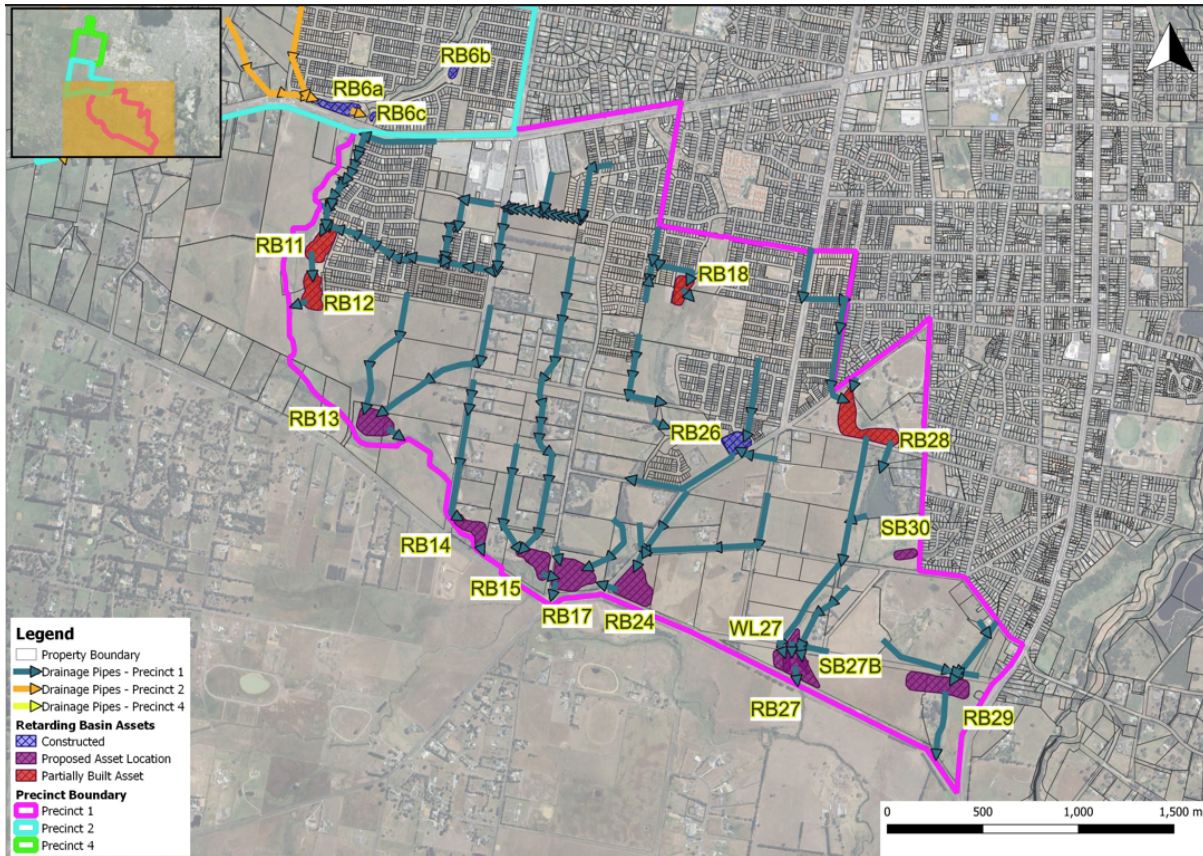 RB6b
RB6a
RB6c
RB11
RB12
RB18
RB13
RB26
RB28
RB14
SB30
RB15
RB17
RB24
WL27
SB27B
RB27
RB29
Legend
Property Boundary
Drainage Pipes - Precinct 1
Drainage Pipes - Precinct 2
Drainage Pipes - Precinct 4
Retarding Basin Assets
Constructed
Proposed Asset Location
Partially Built Asset
Precinct Boundary
Precinct 1
Precinct 2
Precinct 4
0 500 1,000 1,500 m